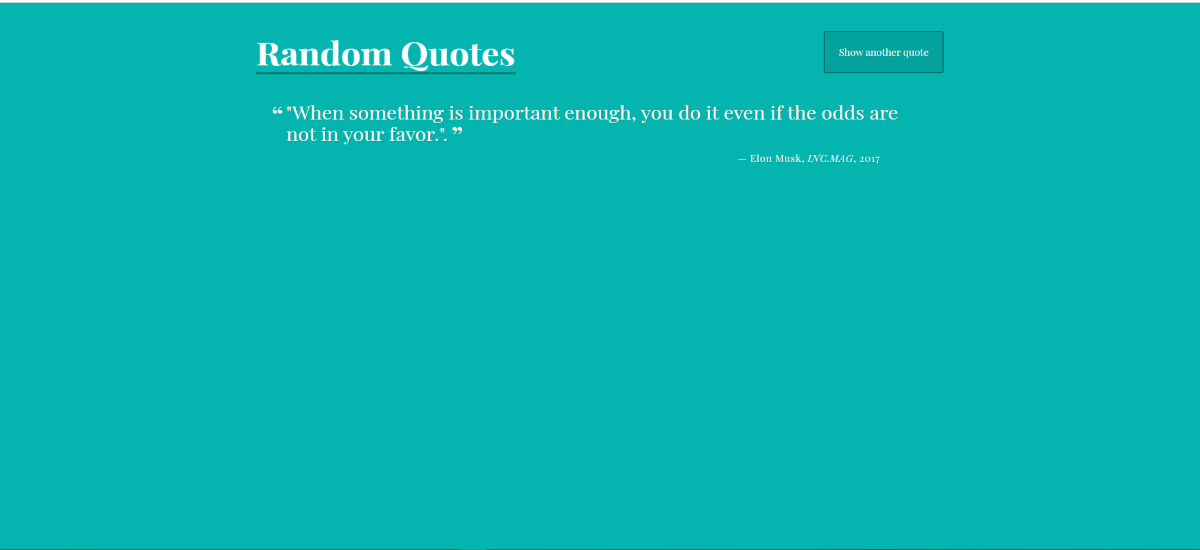 Random Quotes
Show another quote
“ "When something is important enough, you do it even if the odds are
not in your favor.". ”
— Elon Musk, INC.MAG, 2017